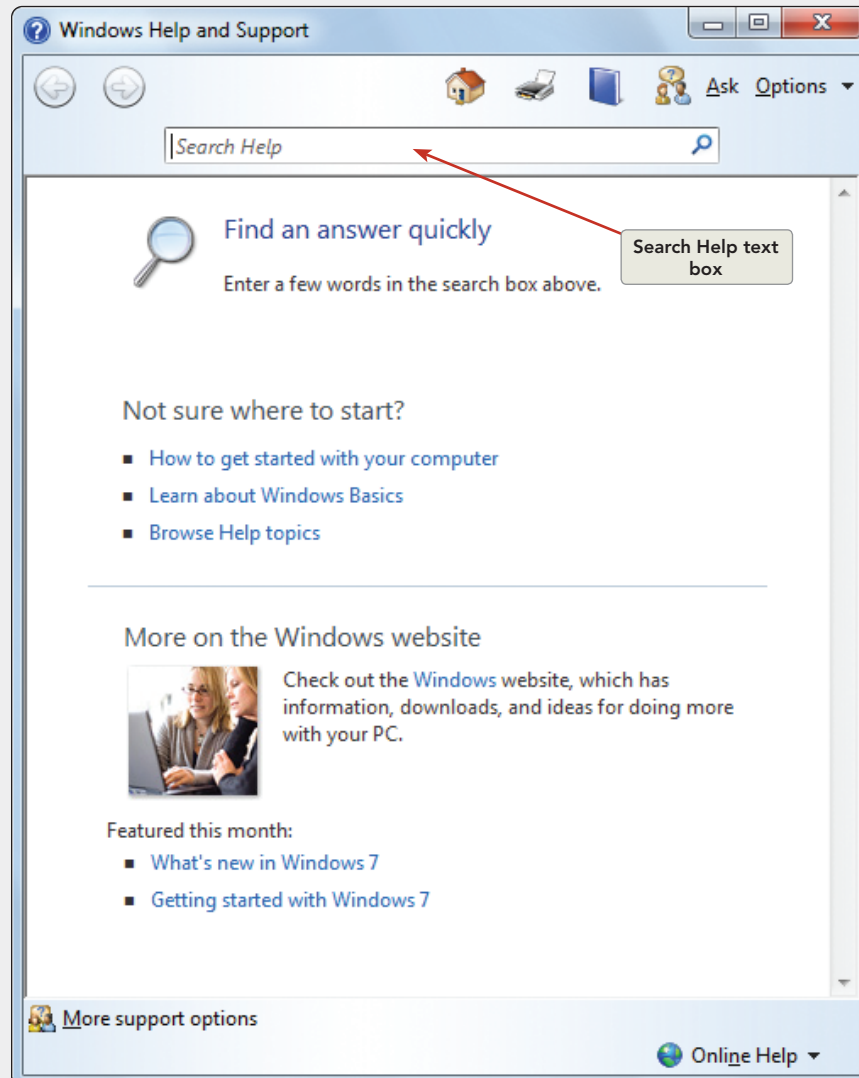 Windows Help and Support
Ask Options
Search Help
Find an answer quickly
Search Help text
box
Enter a few words in the search box above.
Not sure where to start?
How to get started with your computer
Learn about Windows Basics
Browse Help topics
More on the Windows website
Check out the Windows website, which has
information, downloads, and ideas for doing more
with your PC.
Featured this month:
What's new in Windows 7
Getting started with Windows 7
More support options
Online Help